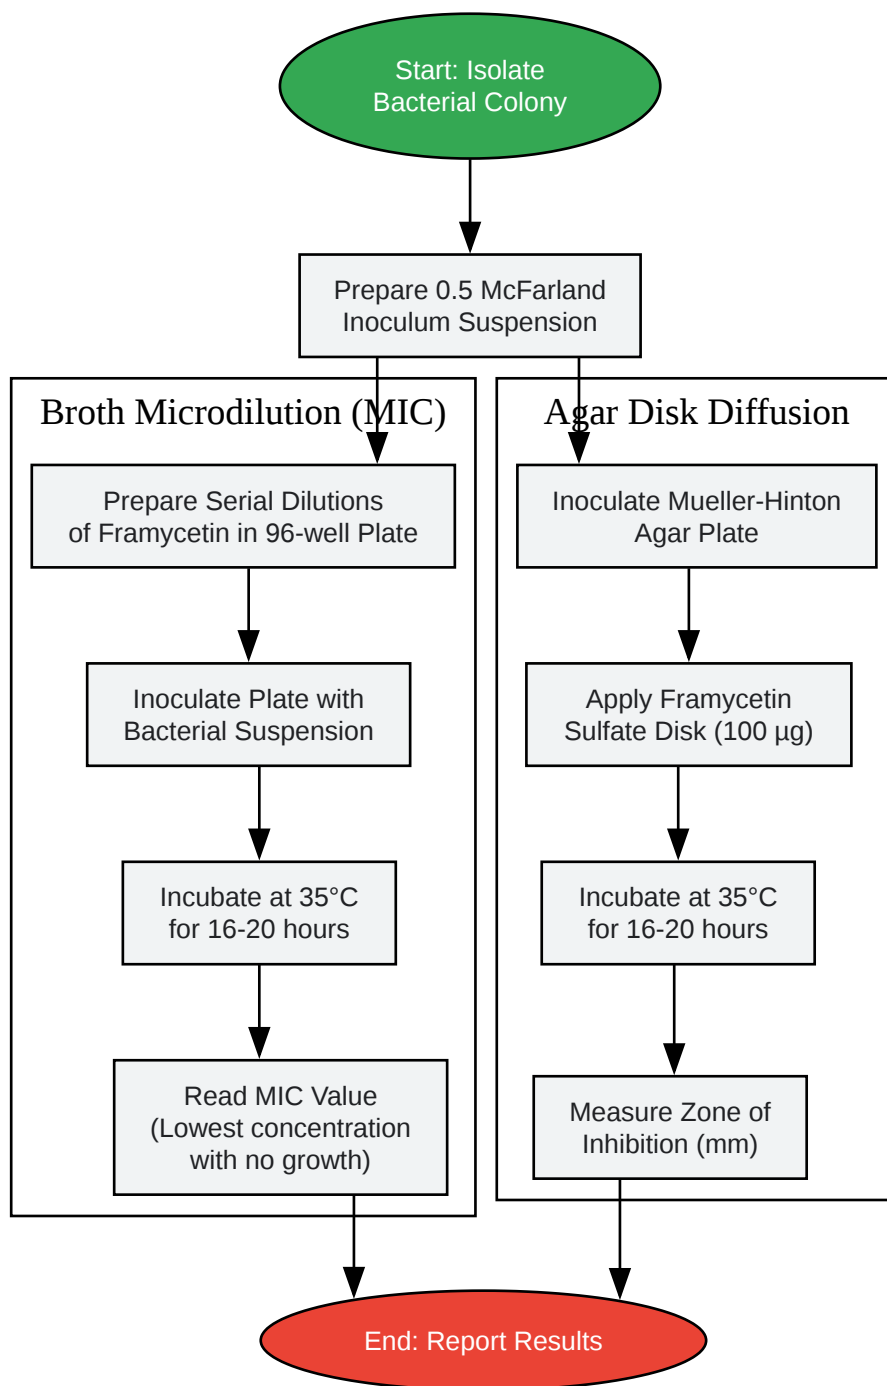 Start: Isolate
Bacterial Colony
Prepare 0.5 McFarland
Inoculum Suspension
Broth Microdilution (MIC)
Prepare Serial Dilutions
of Framycetin in 96-well Plate
Inoculate Plate with
Bacterial Suspension
Incubate at 35°C
for 16-20 hours
Read MIC Value
(Lowest concentration
with no growth)
Agar Disk Diffusion
Inoculate Mueller-Hinton
Agar Plate
Apply Framycetin
Sulfate Disk (100 µg)
Incubate at 35°C
for 16-20 hours
Measure Zone of
Inhibition (mm)
End: Report Results